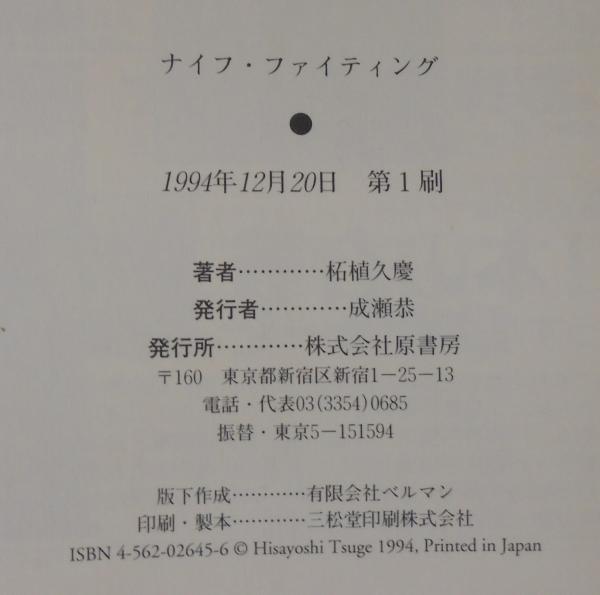 ナイフ・ファイティング
●
1994年12月20日 第1刷
著者…………柘植久慶
発行者…………成瀬恭
発行所…………株式会社原書房
〒160 東京都新宿区新宿1－25－13
電話・代表03(3354)0685
振替・東京5－151594
版下作成…………有限会社ベルマン
印刷・製本…………三松堂印刷株式会社
ISBN 4-562-02645-6 © Hisayoshi Tsuge 1994, Printed in Japan